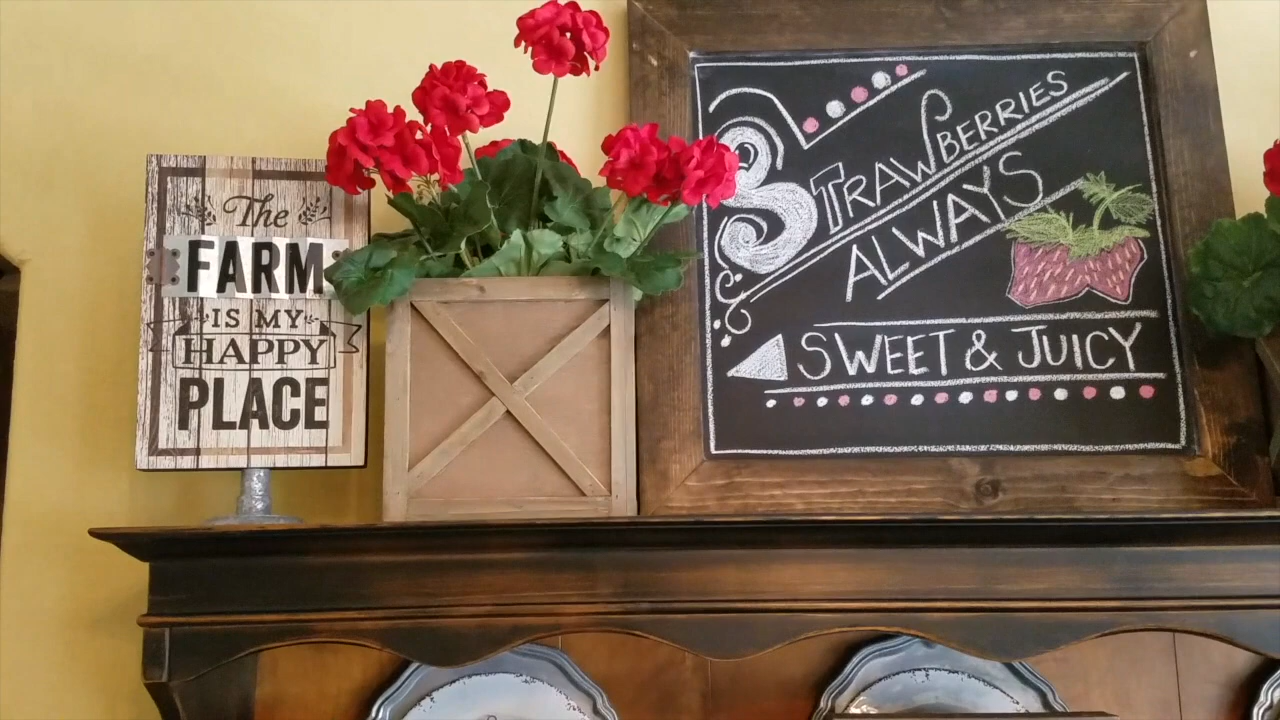 The
FARM
IS MY
HAPPY
PLACE
STRAWBERRIES
ALWAYS
SWEET & JUICY